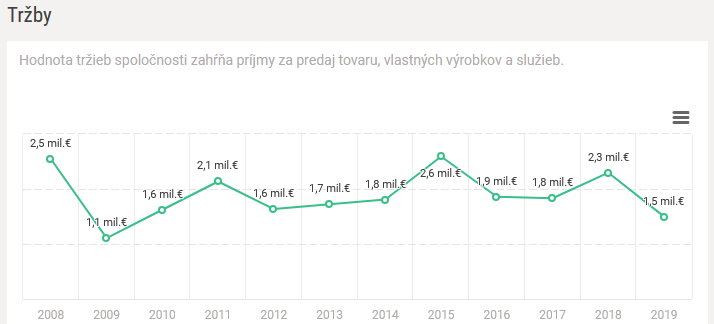 Tržby
Hodnota tržieb spoločnosti zahŕňa príjmy za predaj tovaru, vlastných výrobkov a služieb.
2,5 mil.€
1,1 mil.€
1,6 mil.€
2,1 mil.€
1,6 mil.€
1,7 mil.€
1,8 mil.€
2,6 mil.€
1,9 mil.€
1,8 mil.€
2,3 mil.€
1,5 mil.€
2008 2009 2010 2011 2012 2013 2014 2015 2016 2017 2018 2019